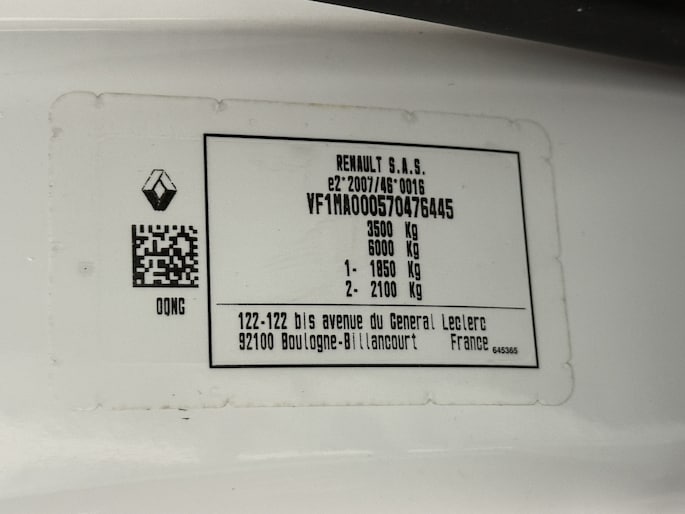 RENAULT S.A.S.
e2*2007/46*0016
VF1MA000570476445
3500 Kg
6000 Kg
1- 1850 Kg
2- 2100 Kg
OQNG
122-122 bis avenue du General Leclerc
92100 Boulogne-Billancourt France
645365